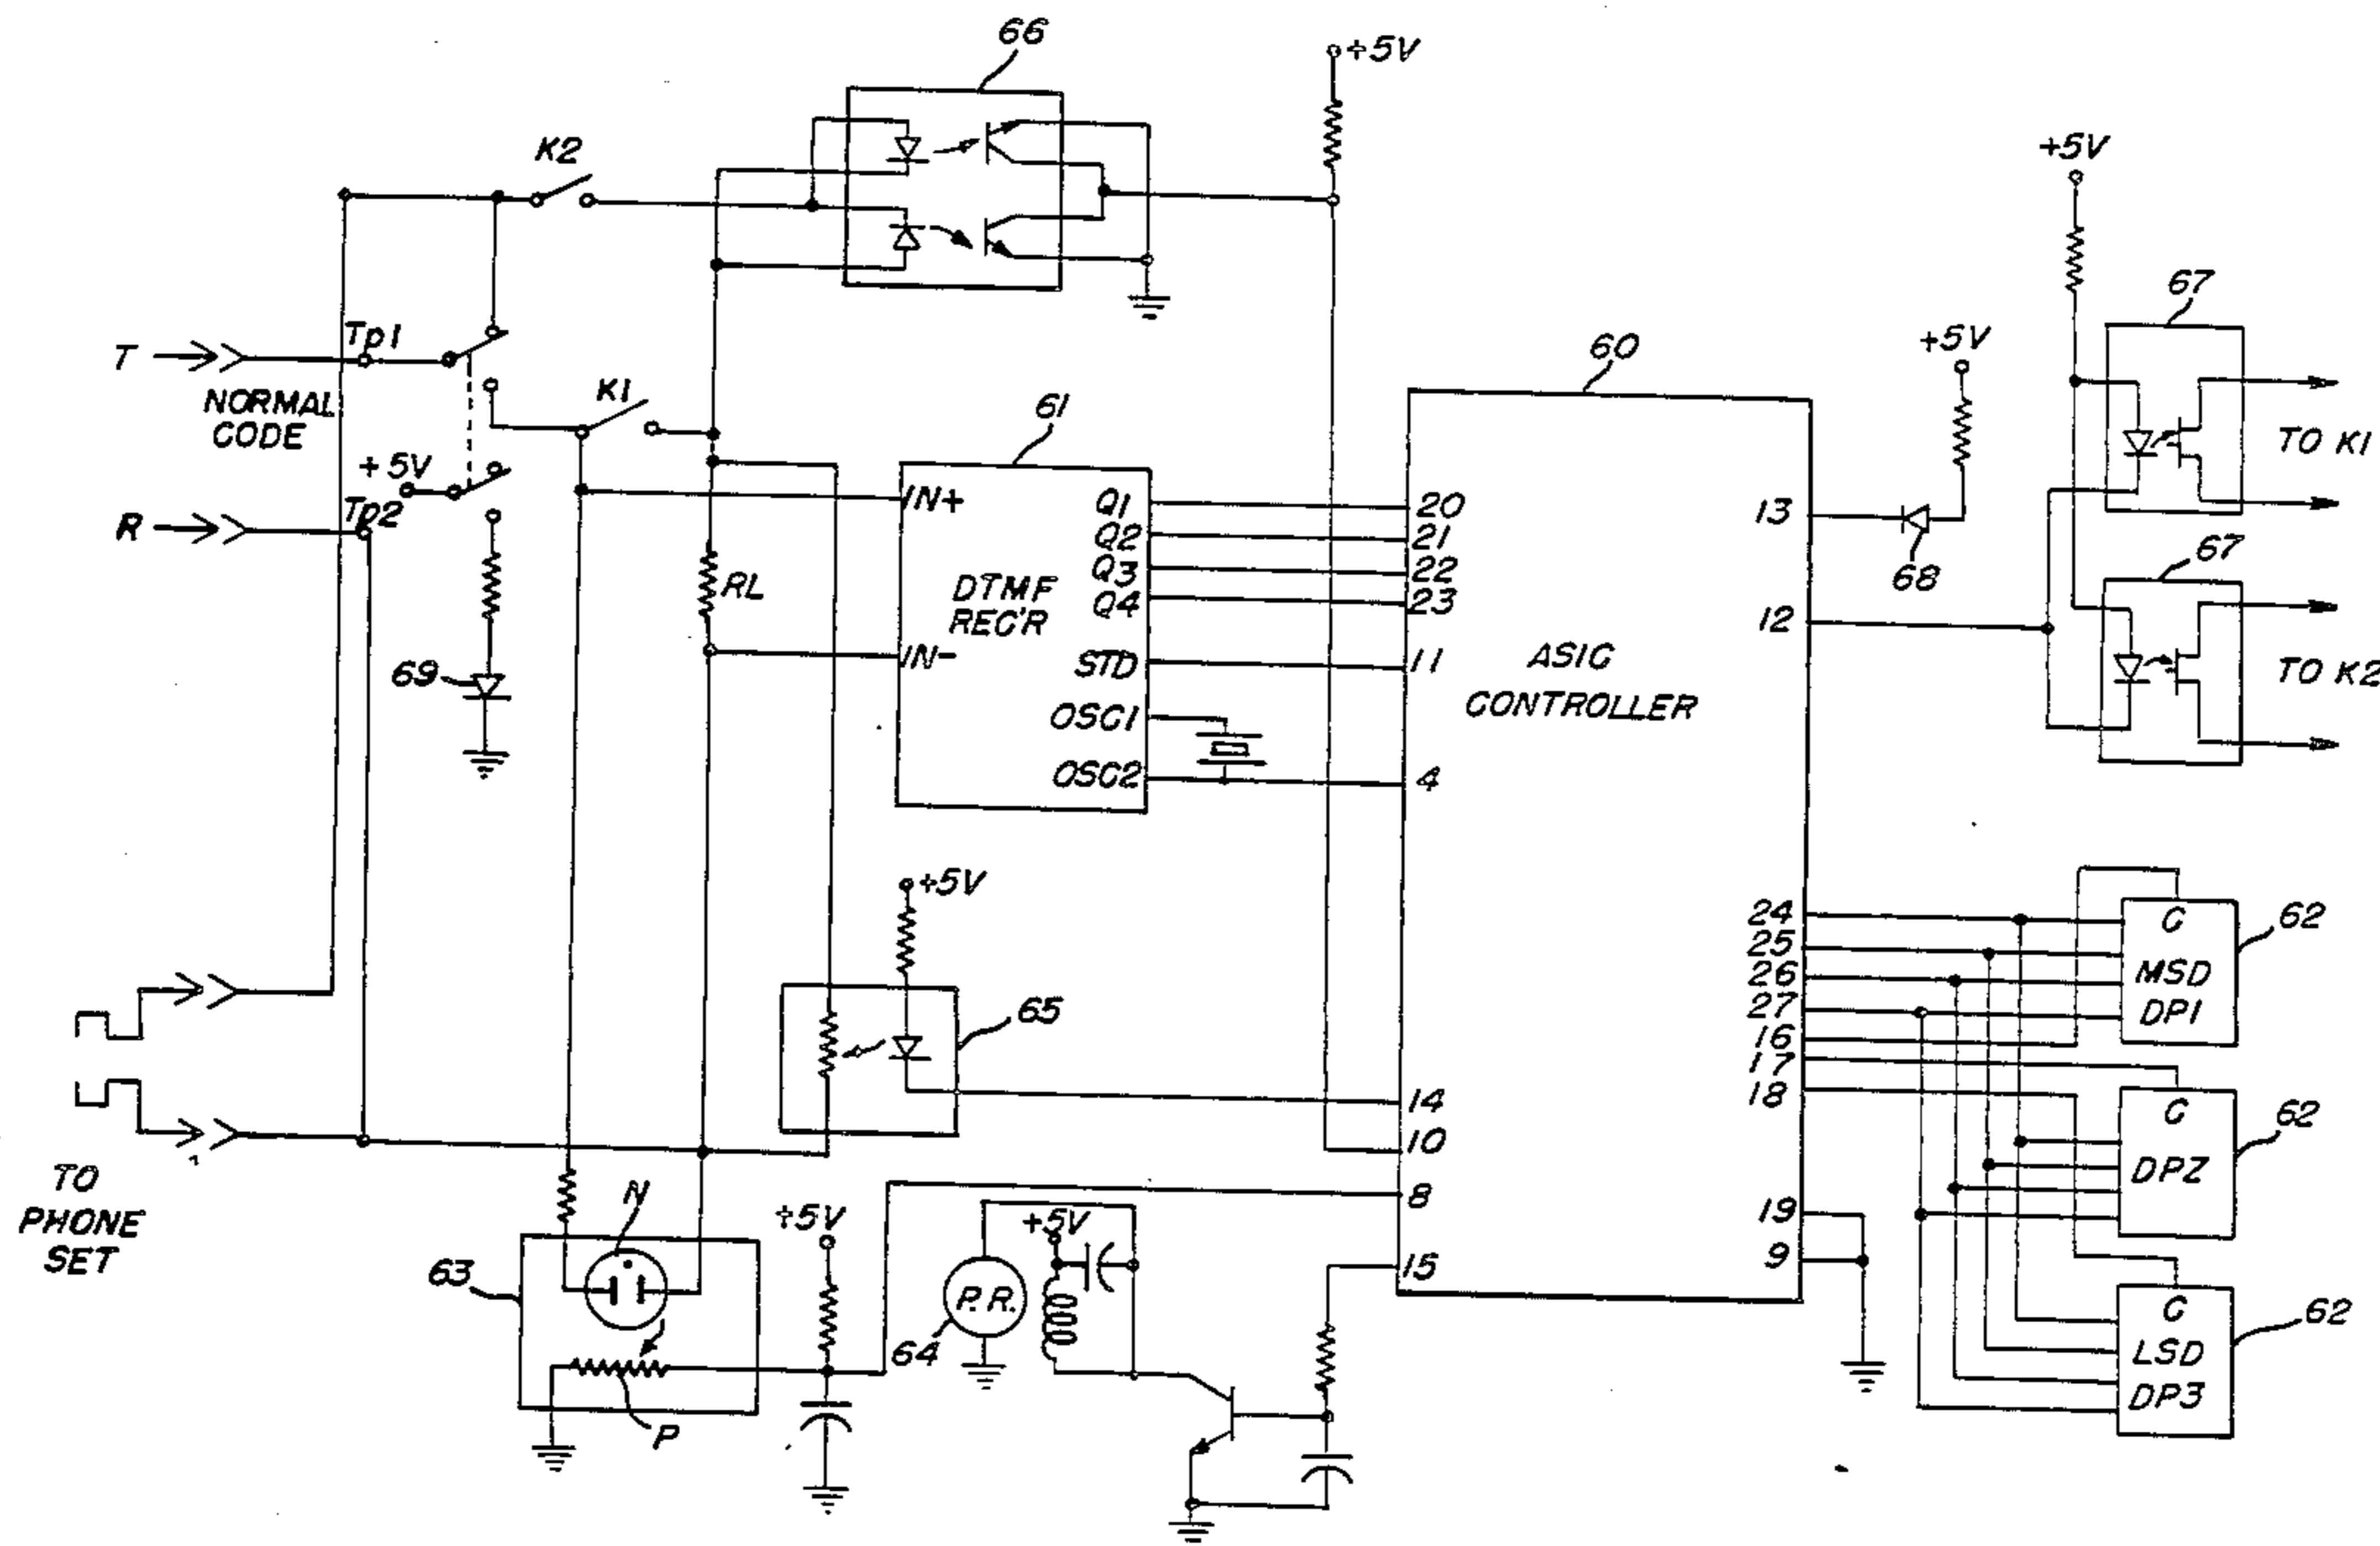 66
+5V
K2
+5V
67
T
Tp1
NORMAL
CODE
K1
61
60
+5V
TO K1
+5V
R
Tp2
IN+
Q1
20
13
Q2
21
67
Q3
22
68
RL
DTMF
REC'R
Q4
23
12
IN-
STD
11
ASIC
CONTROLLER
TO K2
69
OSC1
OSC2
4
+5V
24
C
62
25
MSD
26
27
DP1
65
16
17
14
18
C
62
10
DP2
TO
PHONE
SET
N
+5V
8
+5V
19
63
15
9
P.R.
64
C
62
LSD
DP3
P